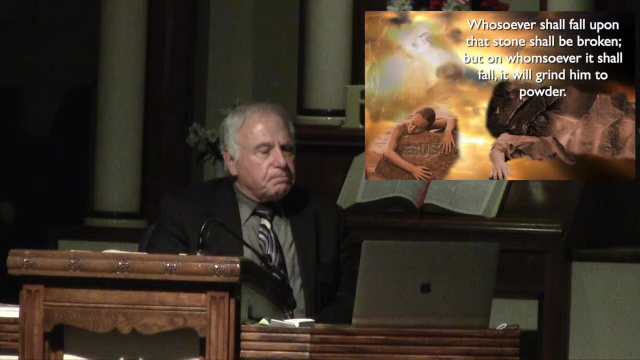 Whosoever shall fall upon
that stone shall be broken;
but on whomsoever it shall
fall, it will grind him to
powder.
JESUS